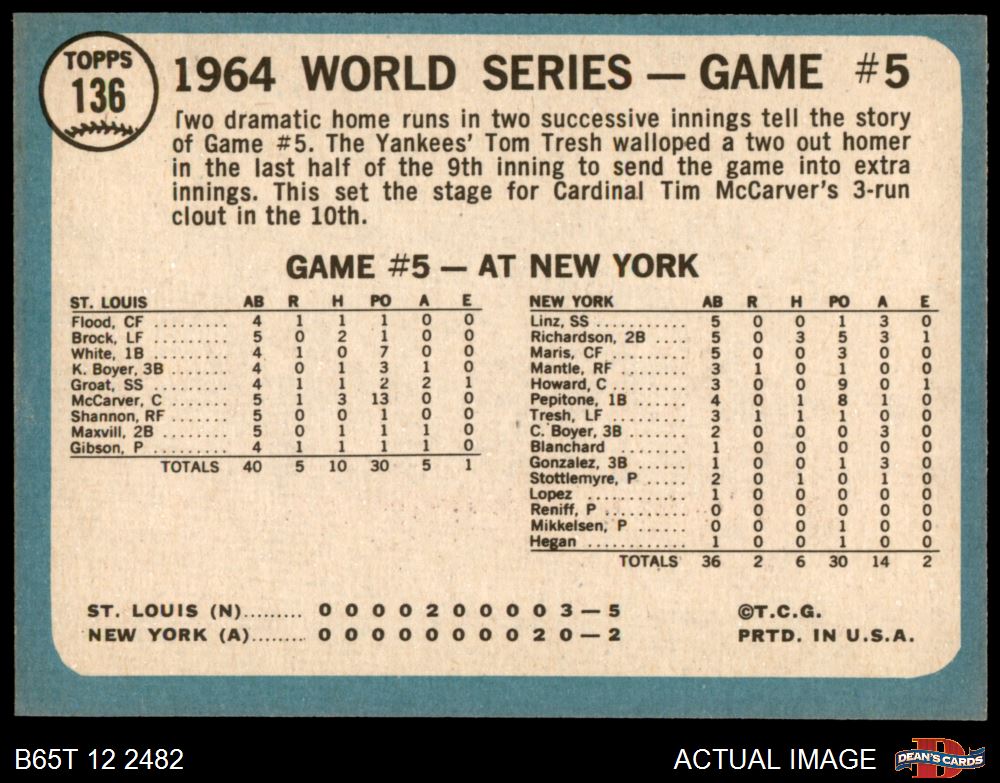 TOPPS
136
1964 WORLD SERIES — GAME #5
Two dramatic home runs in two successive innings tell the story
of Game #5. The Yankees' Tom Tresh walloped a two out homer
in the last half of the 9th inning to send the game into extra
innings. This set the stage for Cardinal Tim McCarver's 3-run
clout in the 10th.
GAME #5 — AT NEW YORK
ST. LOUIS AB R H PO A E
Flood, CF ......... 4 1 1 1 0 0
Brock, LF ......... 5 0 2 1 0 0
White, 1B ......... 4 1 0 7 0 0
K. Boyer, 3B ...... 4 0 1 3 1 0
Groat, SS ......... 4 1 1 2 2 1
McCarver, C ....... 5 1 3 13 0 0
Shannon, RF ....... 5 0 0 1 0 0
Maxvill, 2B ....... 5 0 1 1 1 0
Gibson, P ......... 4 1 1 1 1 0
TOTALS 40 5 10 30 5 1
NEW YORK AB R H PO A E
Linz, SS .......... 5 0 0 1 3 0
Richardson, 2B .... 5 0 3 5 3 1
Maris, CF ......... 5 0 0 3 0 0
Mantle, RF ........ 3 1 0 0 0 0
Howard, C ......... 3 0 0 9 0 1
Pepitone, 1B ...... 4 0 1 8 1 0
Tresh, LF ......... 3 1 1 1 0 0
C. Boyer, 3B ...... 2 0 0 0 3 0
Blanchard ......... 1 0 0 0 0 0
Gonzalez, 3B ...... 1 0 0 1 3 0
Stottlemyre, P .... 2 0 1 0 1 0
Lopez ............. 1 0 0 0 0 0
Reniff, P ......... 0 0 0 0 0 0
Mikkelsen, P ...... 0 0 0 1 0 0
Hegan ............. 1 0 0 1 0 0
TOTALS 36 2 6 30 14 2
ST. LOUIS (N)......... 0 0 0 0 2 0 0 0 0 3 — 5
NEW YORK (A)........ 0 0 0 0 0 0 0 0 2 0 — 2
©T.C.G.
PRTD. IN U.S.A.
B65T 12 2482
ACTUAL IMAGE
D
DEAN'S CARDS